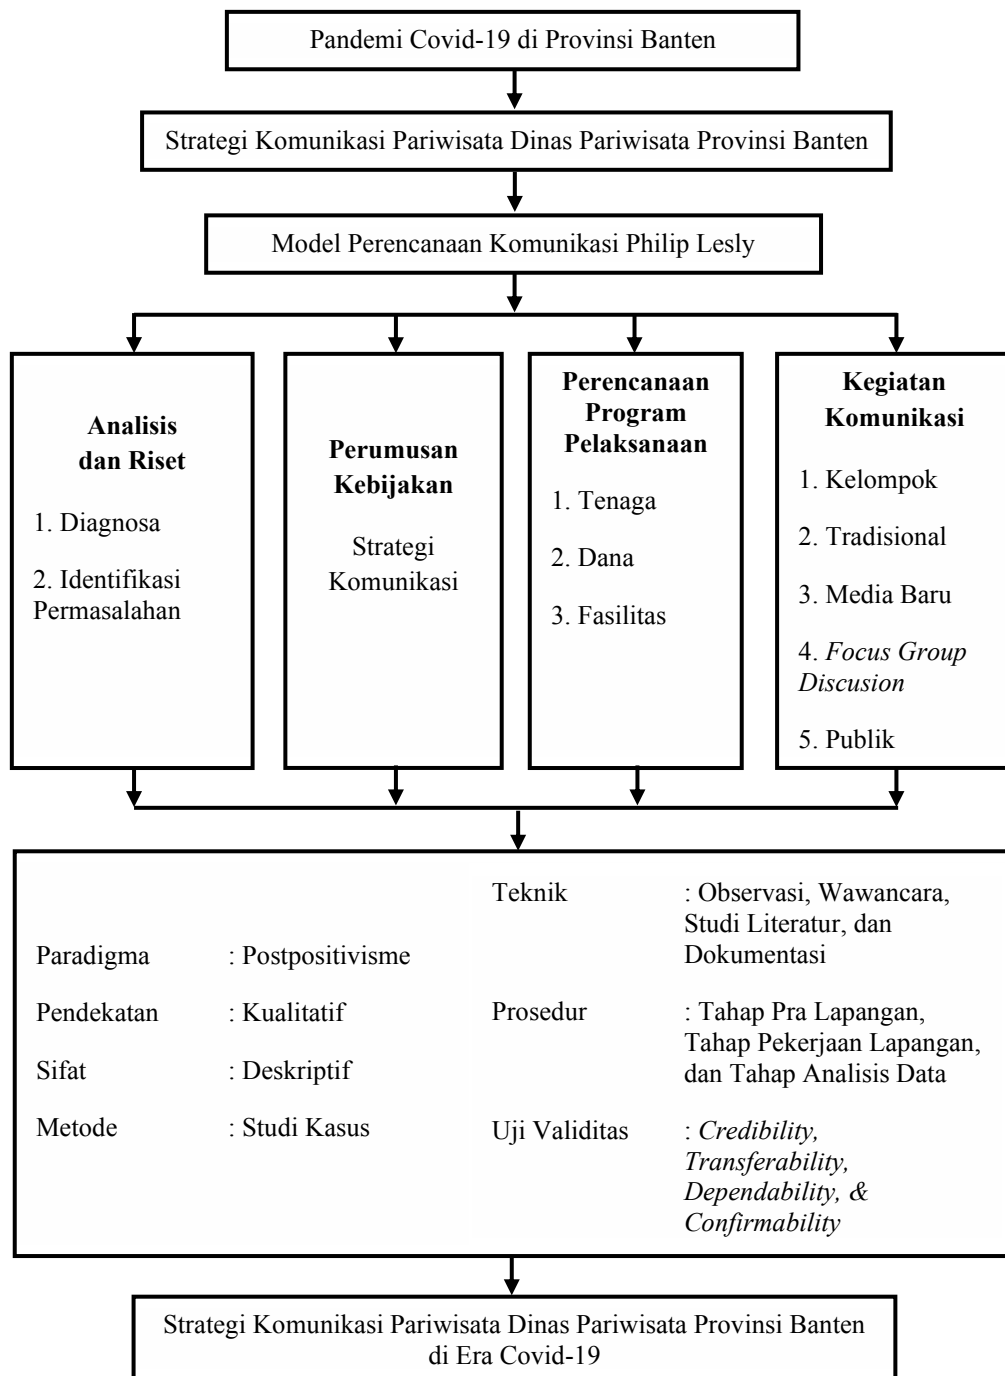 Pandemi Covid-19 di Provinsi Banten
Strategi Komunikasi Pariwisata Dinas Pariwisata Provinsi Banten
Model Perencanaan Komunikasi Philip Lesly
Analisis
dan Riset
1. Diagnosa
2. Identifikasi
Permasalahan
Perumusan
Kebijakan
Strategi
Komunikasi
Perencanaan
Program
Pelaksanaan
1. Tenaga
2. Dana
3. Fasilitas
Kegiatan
Komunikasi
1. Kelompok
2. Tradisional
3. Media Baru
4. Focus Group
Discusion
5. Publik
Paradigma : Postpositivisme
Pendekatan : Kualitatif
Sifat : Deskriptif
Metode : Studi Kasus
Teknik : Observasi, Wawancara,
Studi Literatur, dan
Dokumentasi
Prosedur : Tahap Pra Lapangan,
Tahap Pekerjaan Lapangan,
dan Tahap Analisis Data
Uji Validitas : Credibility,
Transferability,
Dependability, &
Confirmability
Strategi Komunikasi Pariwisata Dinas Pariwisata Provinsi Banten
di Era Covid-19